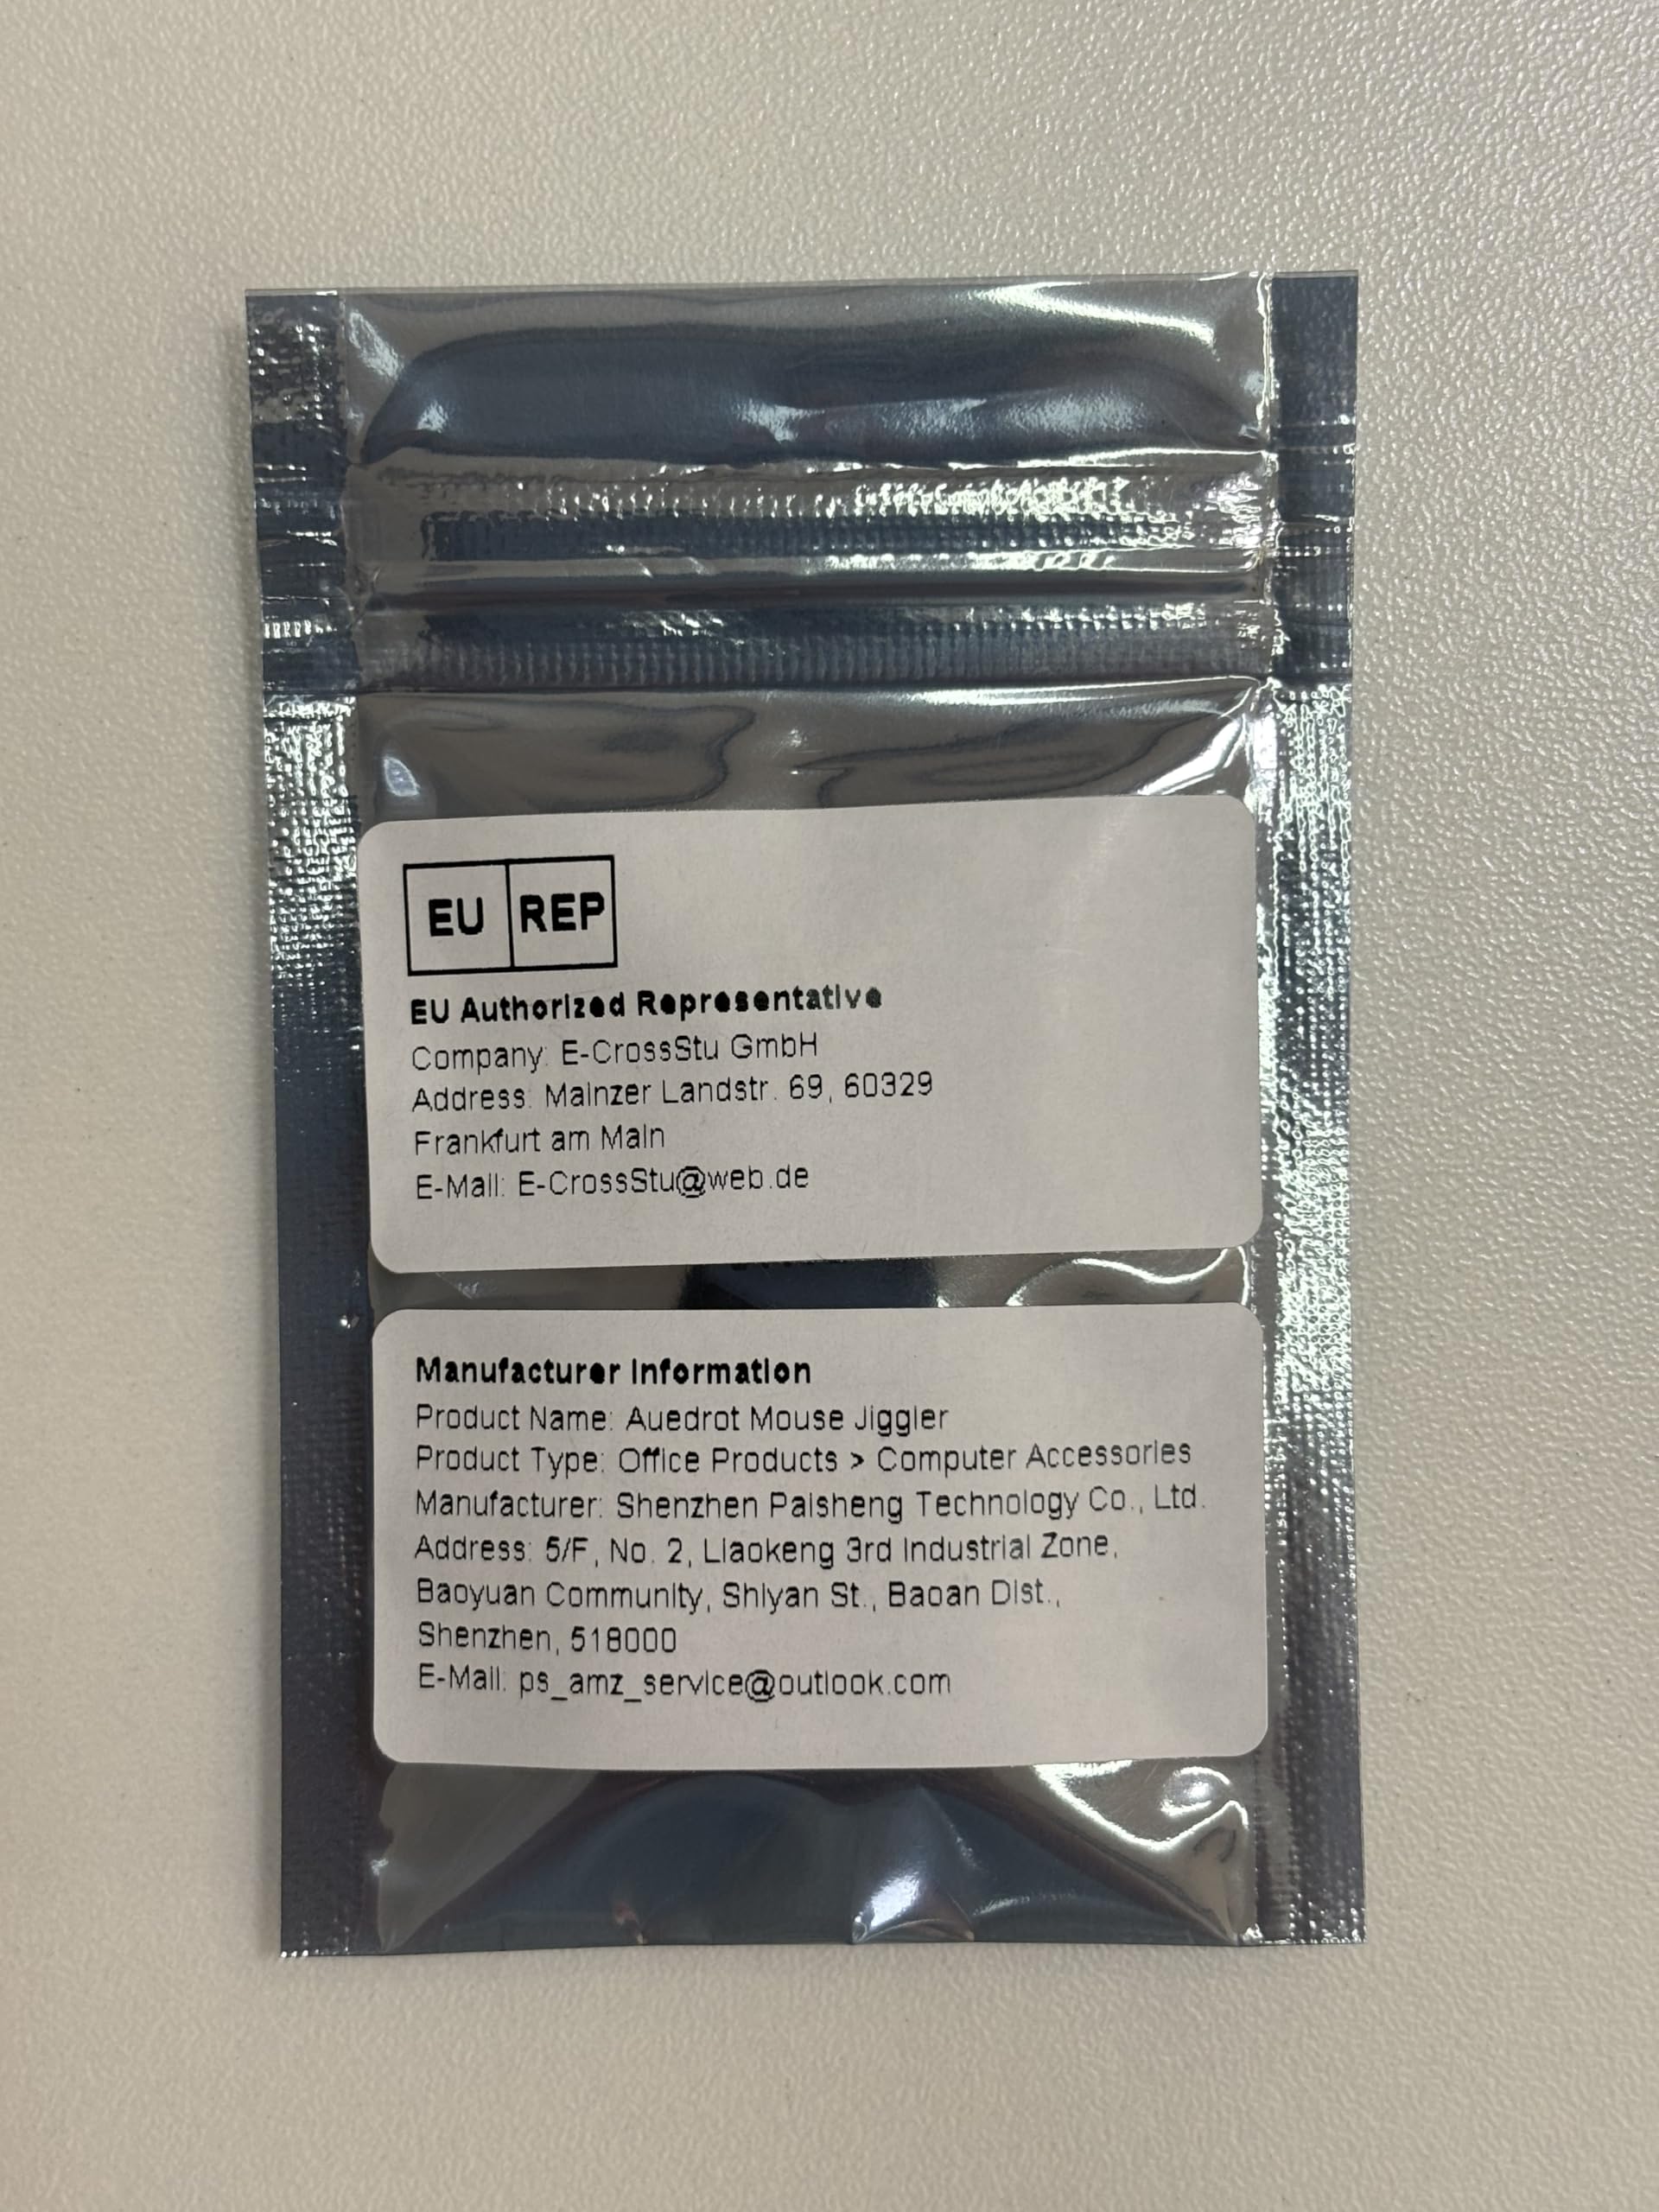 EU REP
EU Authorized Representative
Company: E-CrossStu GmbH
Address: Mainzer Landstr. 69, 60329
Frankfurt am Main
E-Mail: E-CrossStu@web.de
Manufacturer Information
Product Name: Auedrot Mouse Jiggler
Product Type: Office Products > Computer Accessories
Manufacturer: Shenzhen Paisheng Technology Co., Ltd.
Address: 5/F, No. 2, Liaokeng 3rd Industrial Zone,
Baoyuan Community, Shiyan St., Baoan Dist.,
Shenzhen, 518000
E-Mail: ps_amz_service@outlook.com